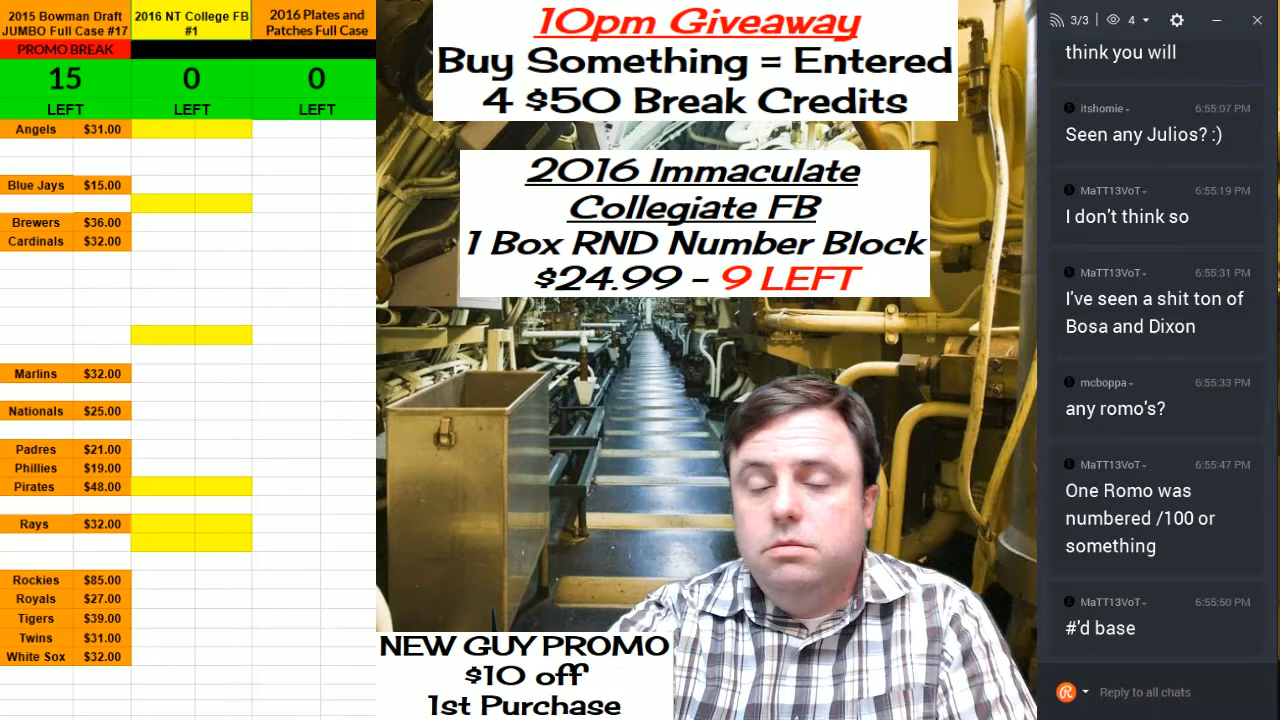 2015 Bowman Draft
JUMBO Full Case #17
PROMO BREAK
15
LEFT
2016 NT College FB
#1
0
LEFT
2016 Plates and
Patches Full Case
0
LEFT
Angels $31.00
Blue Jays $15.00
Brewers $36.00
Cardinals $32.00
Marlins $32.00
Nationals $25.00
Padres $21.00
Phillies $19.00
Pirates $48.00
Rays $32.00
Rockies $85.00
Royals $27.00
Tigers $39.00
Twins $31.00
White Sox $32.00
10pm Giveaway
Buy Something = Entered
4 $50 Break Credits
2016 Immaculate
Collegiate FB
1 Box RND Number Block
$24.99 - 9 LEFT
NEW GUY PROMO
$10 off
1st Purchase
3/3 | 4
think you will
itshomie 6:55:07 PM
Seen any Julios? :)
MaTT13VoT 6:55:19 PM
I don't think so
MaTT13VoT 6:55:31 PM
I've seen a shit ton of
Bosa and Dixon
mcboppa 6:55:33 PM
any romo's?
MaTT13VoT 6:55:47 PM
One Romo was
numbered /100 or
something
MaTT13VoT 6:55:50 PM
#'d base
Reply to all chats